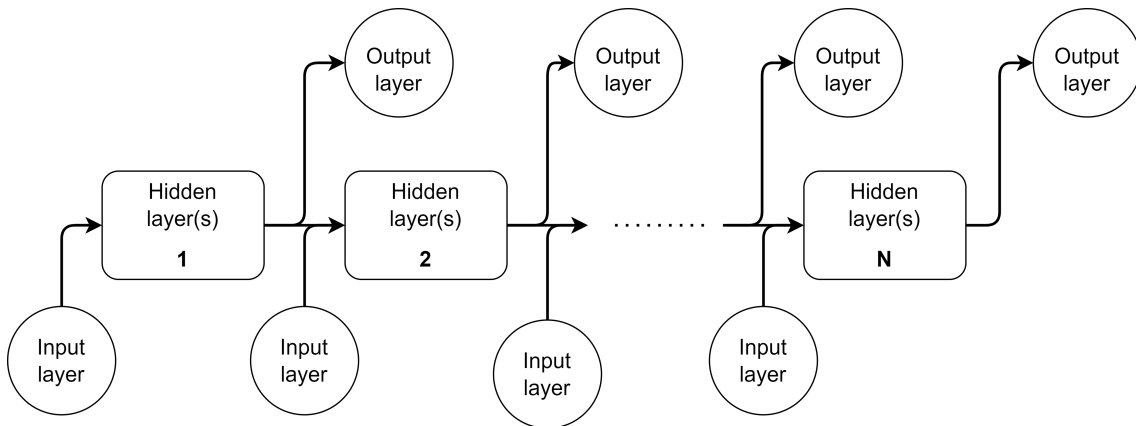 Output
layer
Output
layer
Output
layer
Output
layer
Hidden
layer(s)
1
Hidden
layer(s)
2
Hidden
layer(s)
N
Input
layer
Input
layer
Input
layer
Input
layer